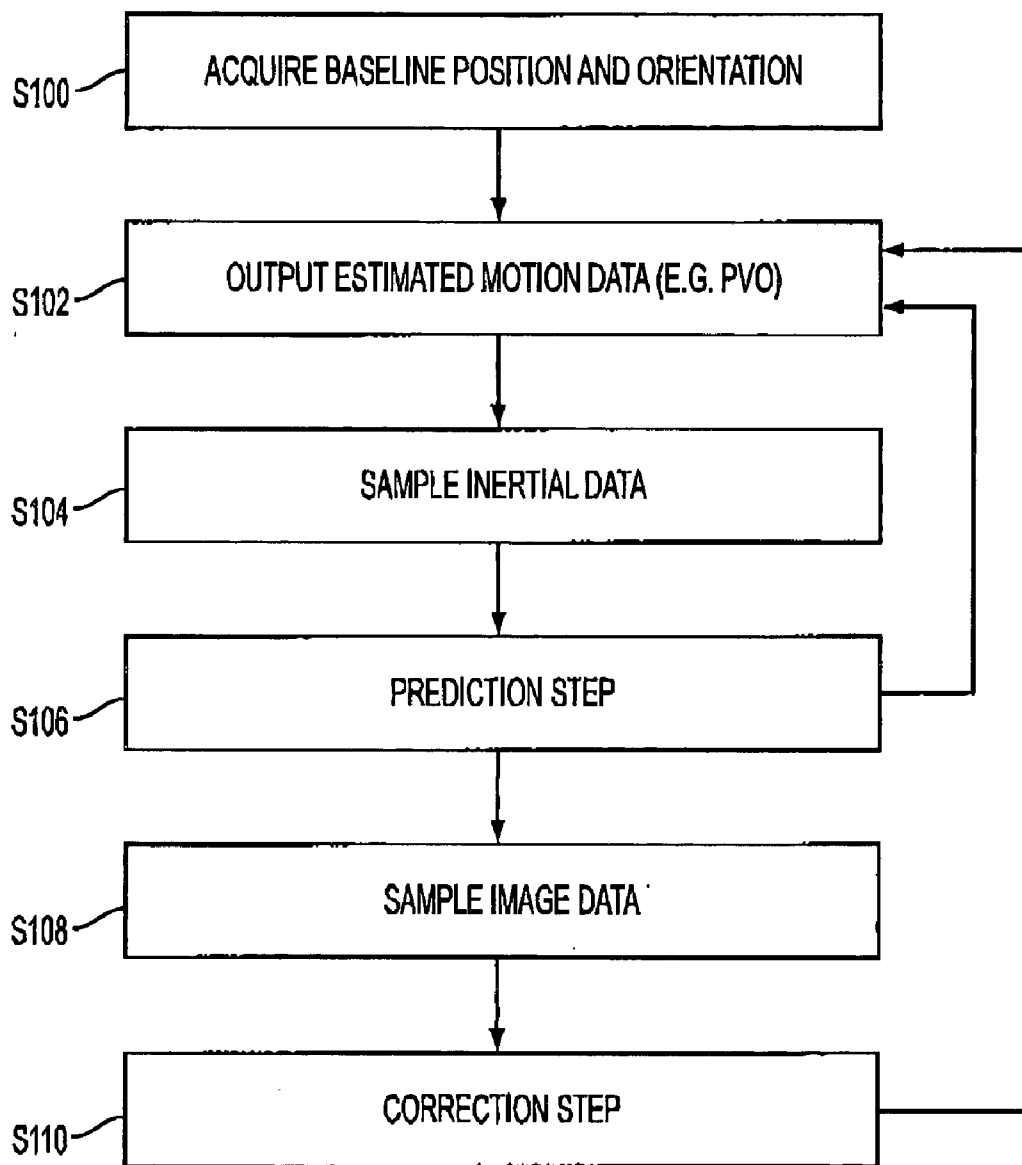 ACQUIRE BASELINE POSITION AND ORIENTATION
S100
OUTPUT ESTIMATED MOTION DATA (E.G. PVO)
S102
SAMPLE INERTIAL DATA
S104
PREDICTION STEP
S106
SAMPLE IMAGE DATA
S108
CORRECTION STEP
S110